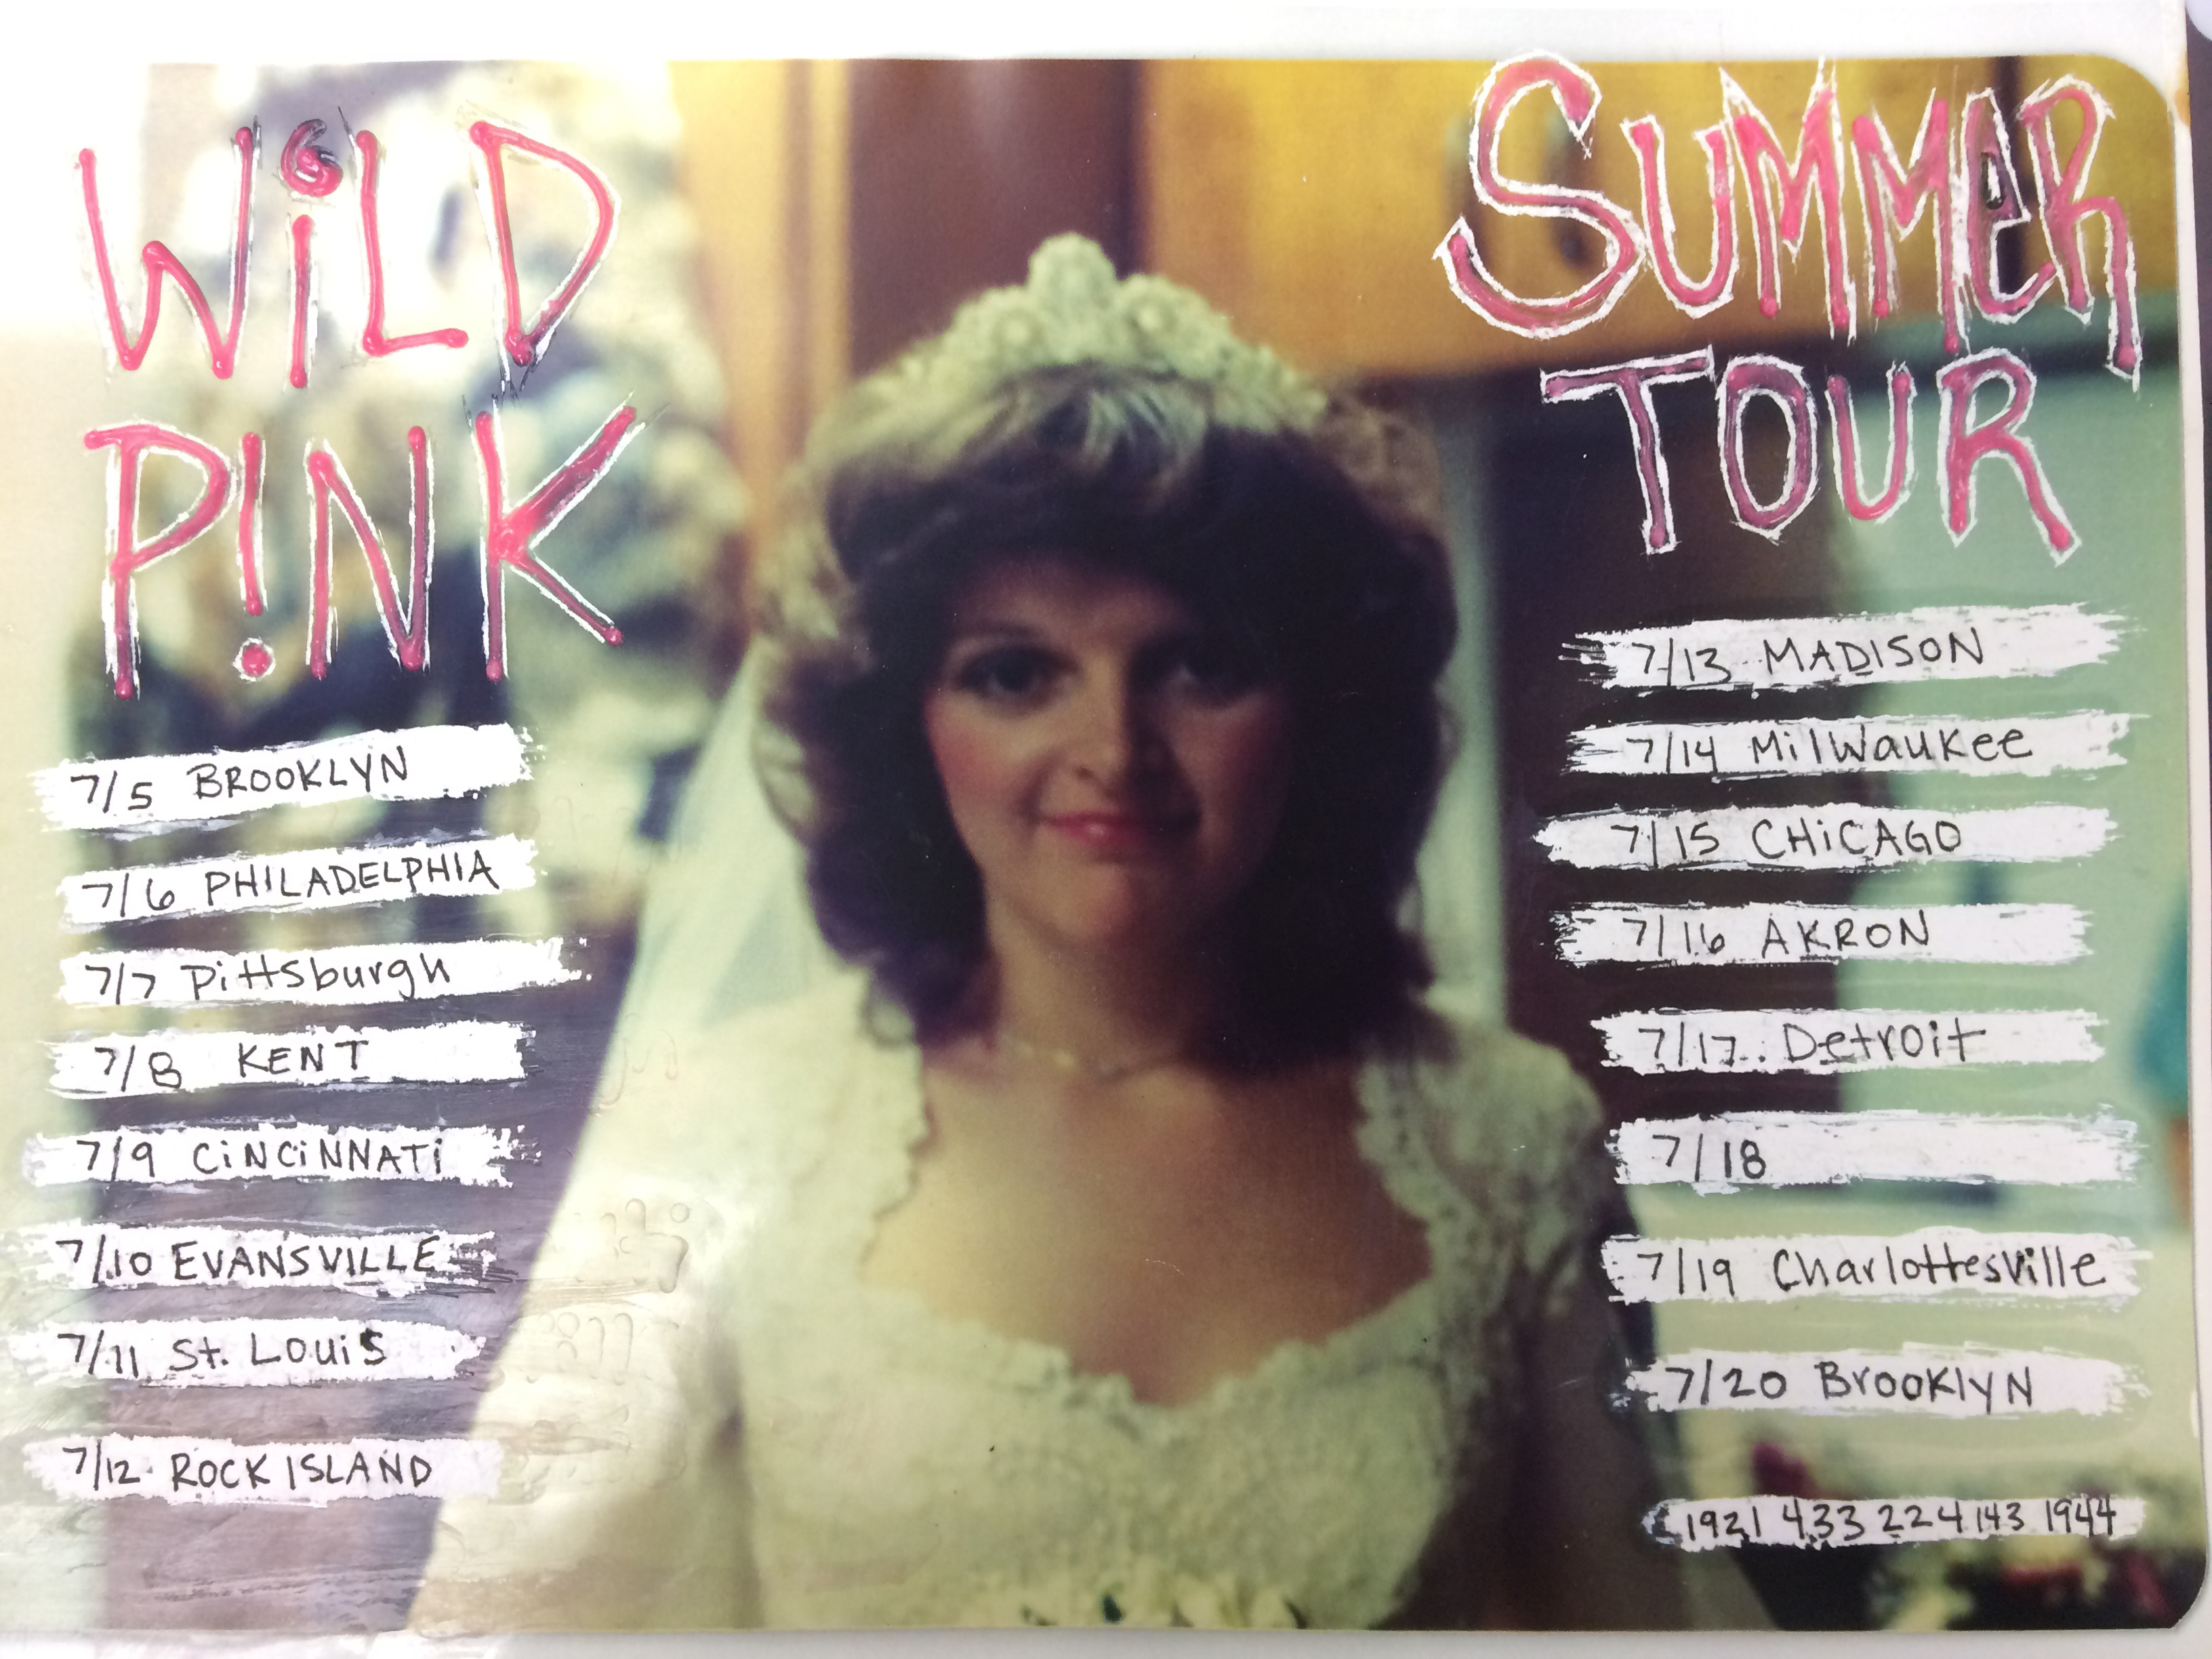 WiLD
P!NK
7/5 BROOKLYN
7/6 PHILADELPHIA
7/7 Pittsburgh
7/8 KENT
7/9 CiNCiNNATi
7/10 EVANSVILLE
7/11 St. Louis
7/12 ROCK ISLAND
SUMMeR
TOUR
7/13 MADISON
7/14 MilWauKee
7/15 CHiCAGO
7/16 AKRON
7/17 Detroit
7/18
7/19 Charlottesville
7/20 BrooKlyN
1921 433 224 143 1944